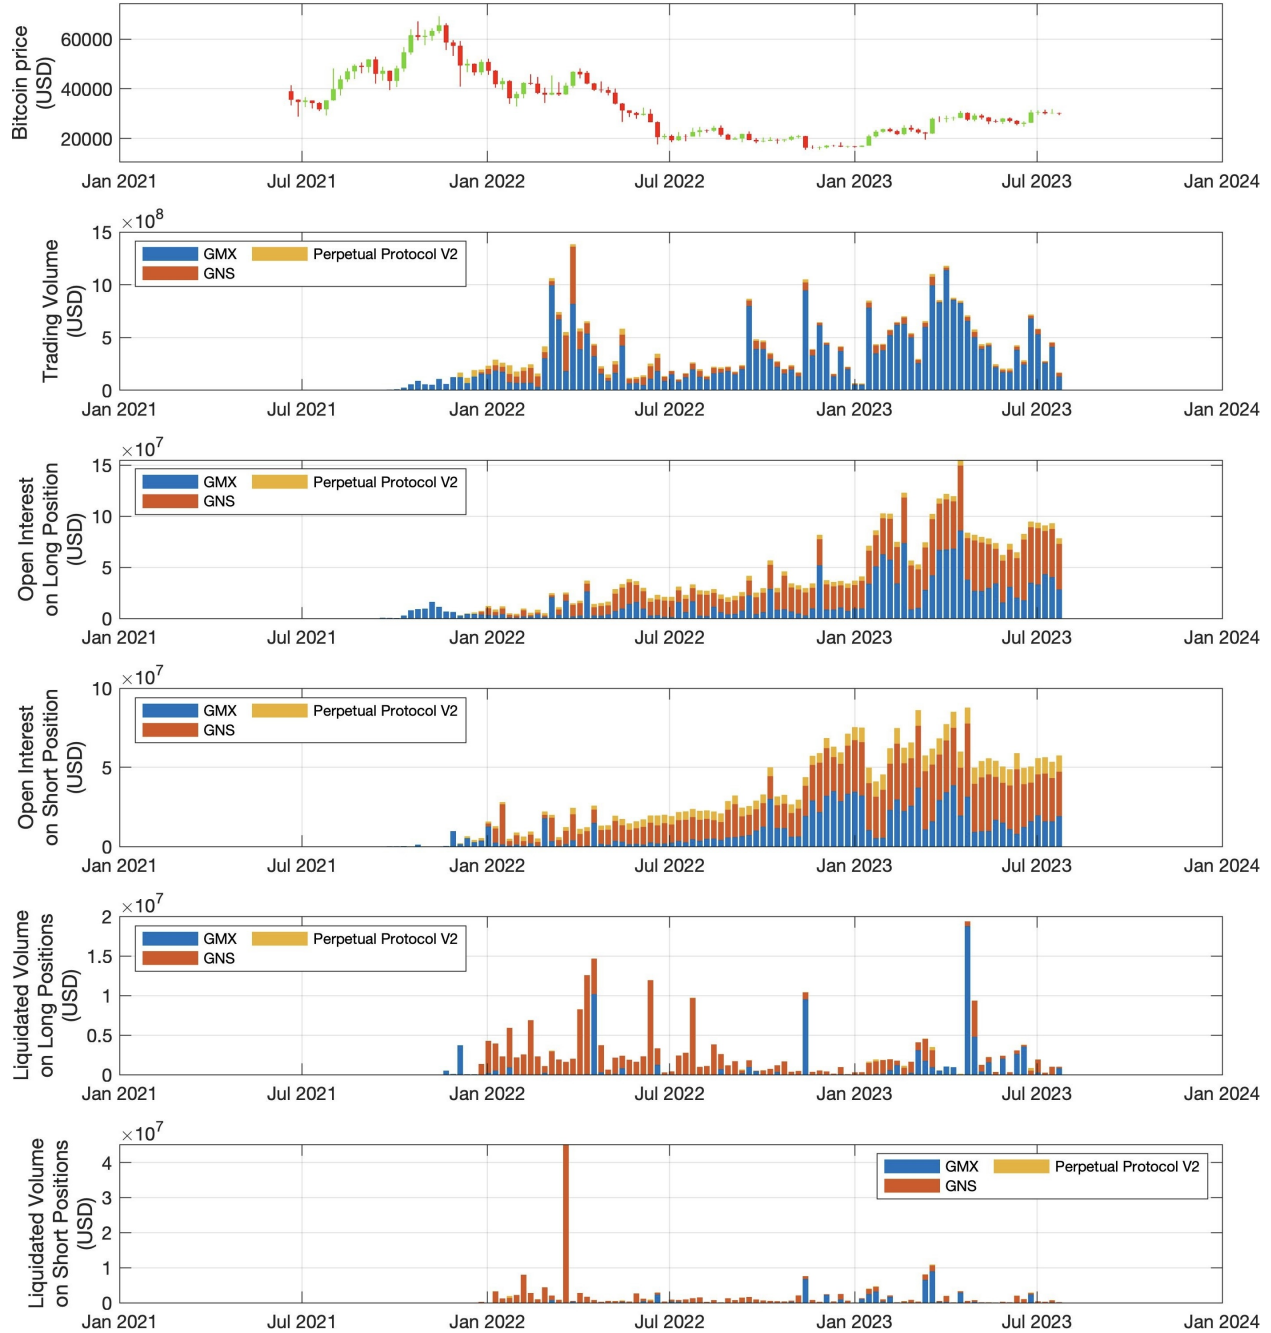 Bitcoin price
(USD)
60000
40000
20000
Jan 2021 Jul 2021 Jan 2022 Jul 2022 Jan 2023 Jul 2023 Jan 2024
Trading Volume
(USD)
×10^8
15
10
5
0
GMX Perpetual Protocol V2
GNS
Jan 2021 Jul 2021 Jan 2022 Jul 2022 Jan 2023 Jul 2023 Jan 2024
Open Interest
on Long Position
(USD)
×10^7
15
10
5
0
GMX Perpetual Protocol V2
GNS
Jan 2021 Jul 2021 Jan 2022 Jul 2022 Jan 2023 Jul 2023 Jan 2024
Open Interest
on Short Position
(USD)
×10^7
10
5
0
GMX Perpetual Protocol V2
GNS
Jan 2021 Jul 2021 Jan 2022 Jul 2022 Jan 2023 Jul 2023 Jan 2024
Liquidated Volume
on Long Positions
(USD)
×10^7
2
1.5
1
0.5
0
GMX Perpetual Protocol V2
GNS
Jan 2021 Jul 2021 Jan 2022 Jul 2022 Jan 2023 Jul 2023 Jan 2024
Liquidated Volume
on Short Positions
(USD)
×10^7
4
3
2
1
0
GMX Perpetual Protocol V2
GNS
Jan 2021 Jul 2021 Jan 2022 Jul 2022 Jan 2023 Jul 2023 Jan 2024